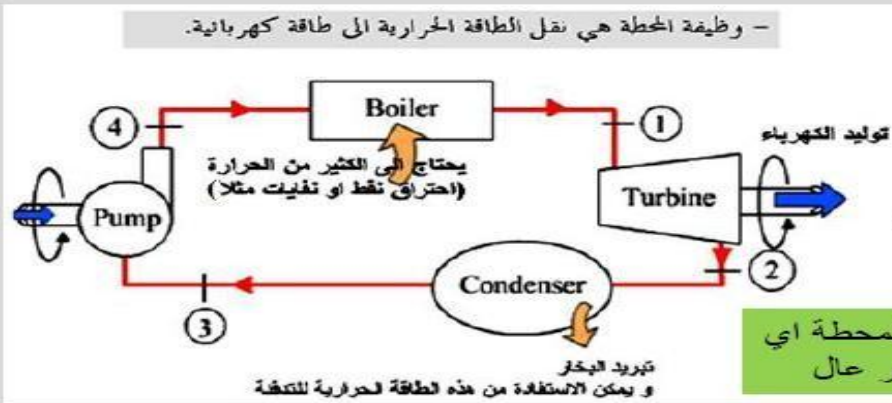 – وظيفة المحطة هي نقل الطاقة الحرارية الى طاقة كهربائية.
Boiler
4
1
توليد الكهرباء
يحتاج الى الكثير من الحرارة
(احتراق نفط او نفايات مثلا)
Turbine
Pump
2
Condenser
3
محطة اي
عال
تبريد البخار
و يمكن الاستفادة من هذه الطاقة الحرارية للتدفئة